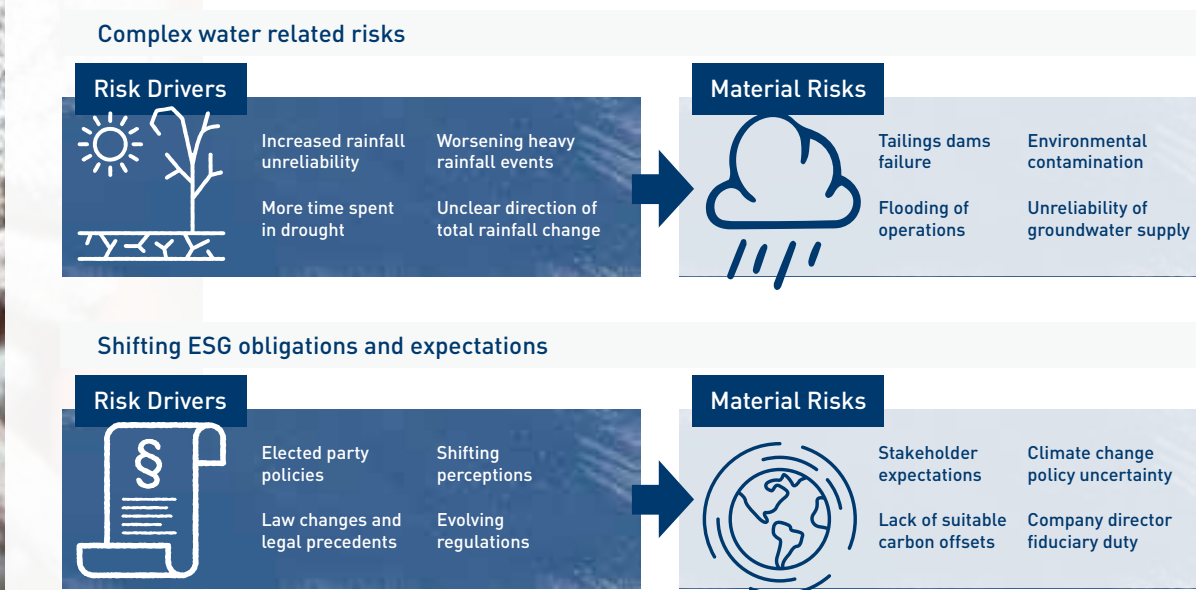 Complex water related risks
Risk Drivers
Increased rainfall
unreliability
Worsening heavy
rainfall events
More time spent
in drought
Unclear direction of
total rainfall change
Material Risks
Tailings dams
failure
Environmental
contamination
Flooding of
operations
Unreliability of
groundwater supply
Shifting ESG obligations and expectations
Risk Drivers
§
Elected party
policies
Shifting
perceptions
Law changes and
legal precedents
Evolving
regulations
Material Risks
Stakeholder
expectations
Climate change
policy uncertainty
Lack of suitable
carbon offsets
Company director
fiduciary duty